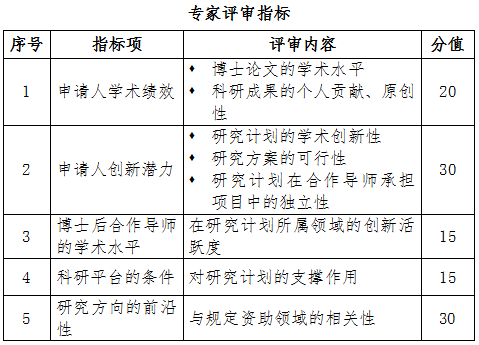 专家评审指标
序号 指标项 评审内容 分值
1 申请人学术绩效 ♦ 博士论文的学术水平
♦ 科研成果的个人贡献、原创
性 20
2 申请人创新潜力 ♦ 研究计划的学术创新性
♦ 研究方案的可行性
♦ 研究计划在合作导师承担
项目中的独立性 30
3 博士后合作导师
的学术水平 在研究计划所属领域的创新活
跃度 15
4 科研平台的条件 对研究计划的支撑作用 15
5 研究方向的前沿
性 与规定资助领域的相关性 30